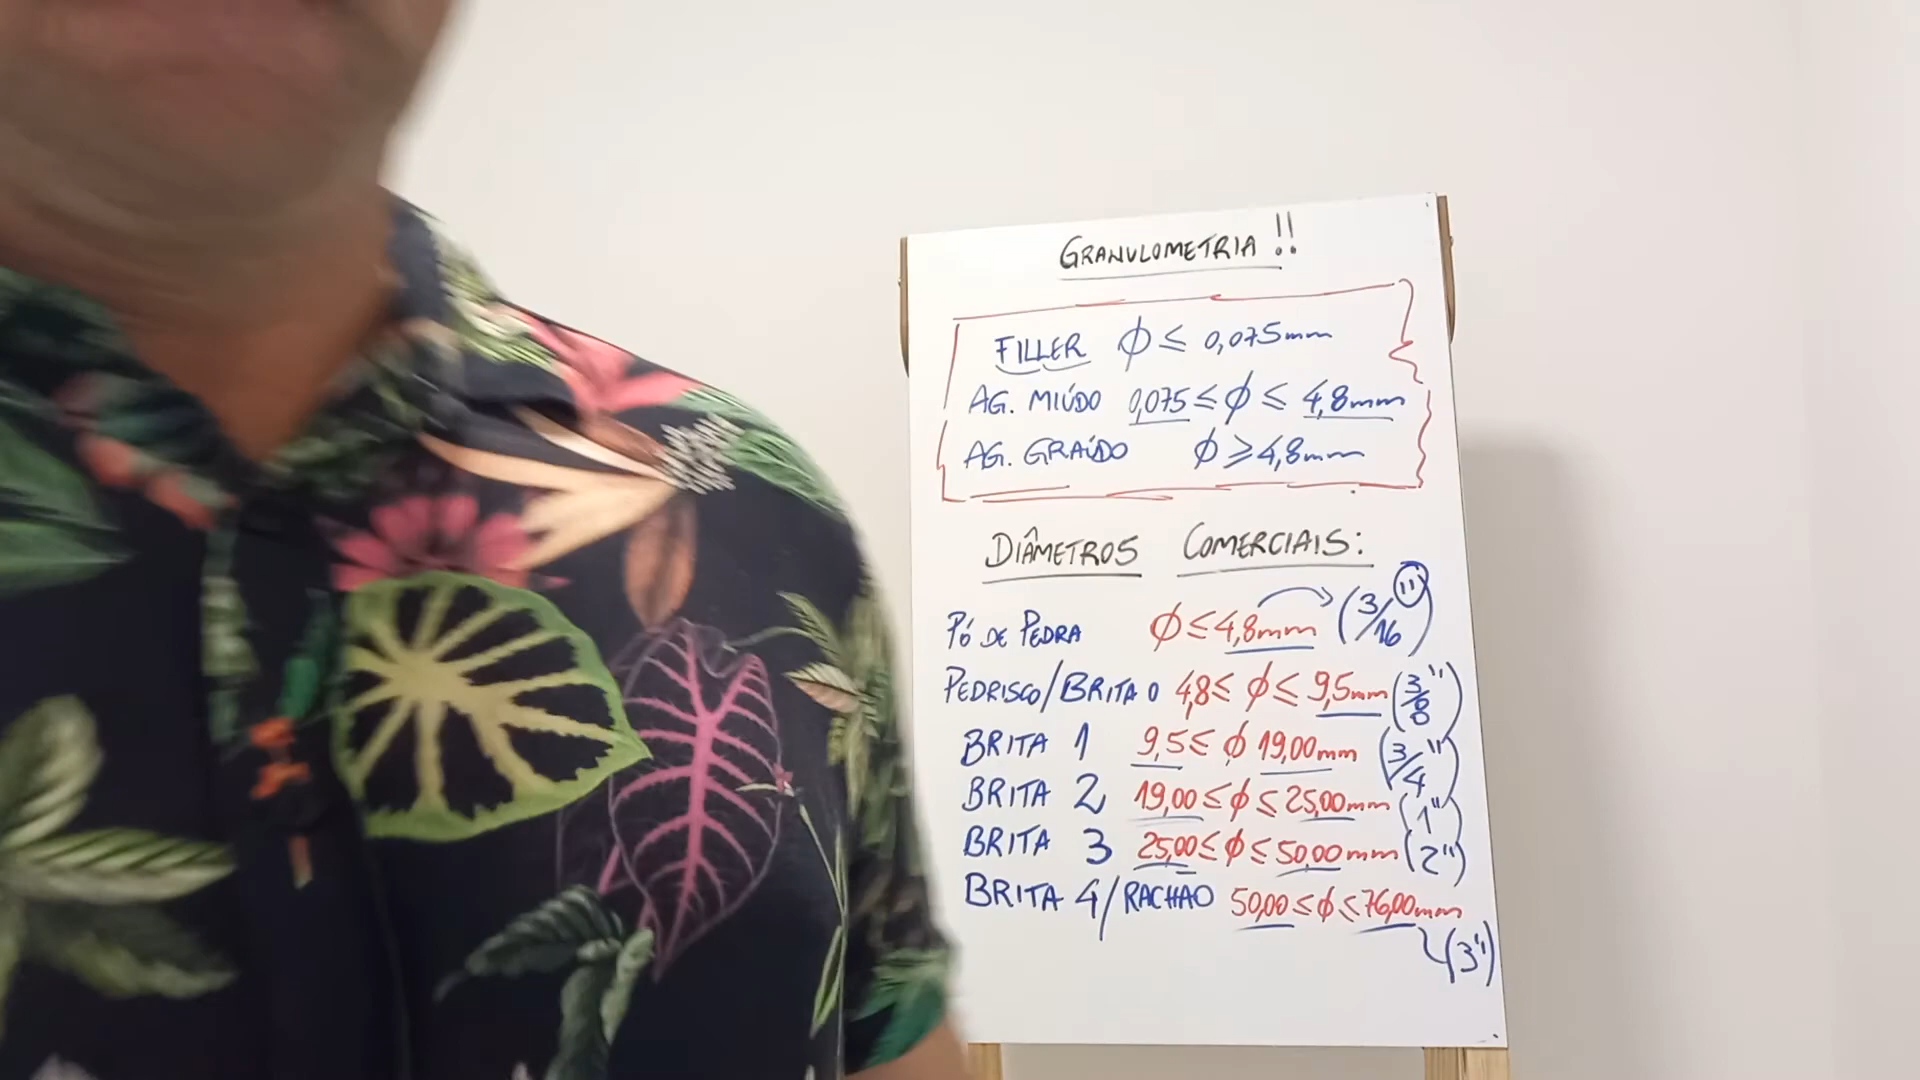 GRANULOMETRIA !!
FILLER ϕ ≤ 0,075mm
AG. MIÚDO 0,075 ≤ ϕ ≤ 4,8mm
AG. GRAÚDO ϕ ≥ 4,8mm
DIÂMETROS COMERCIAIS:
PÓ DE PEDRA ϕ ≤ 4,8mm (3/16")
PEDRISCO/BRITA 0 4,8 ≤ ϕ ≤ 9,5mm (3/8")
BRITA 1 9,5 ≤ ϕ 19,00mm (3/4")
BRITA 2 19,00 ≤ ϕ ≤ 25,00mm (1")
BRITA 3 25,00 ≤ ϕ ≤ 50,00mm (2")
BRITA 4/RACHÃO 50,00 ≤ ϕ ≤ 76,00mm
(3")